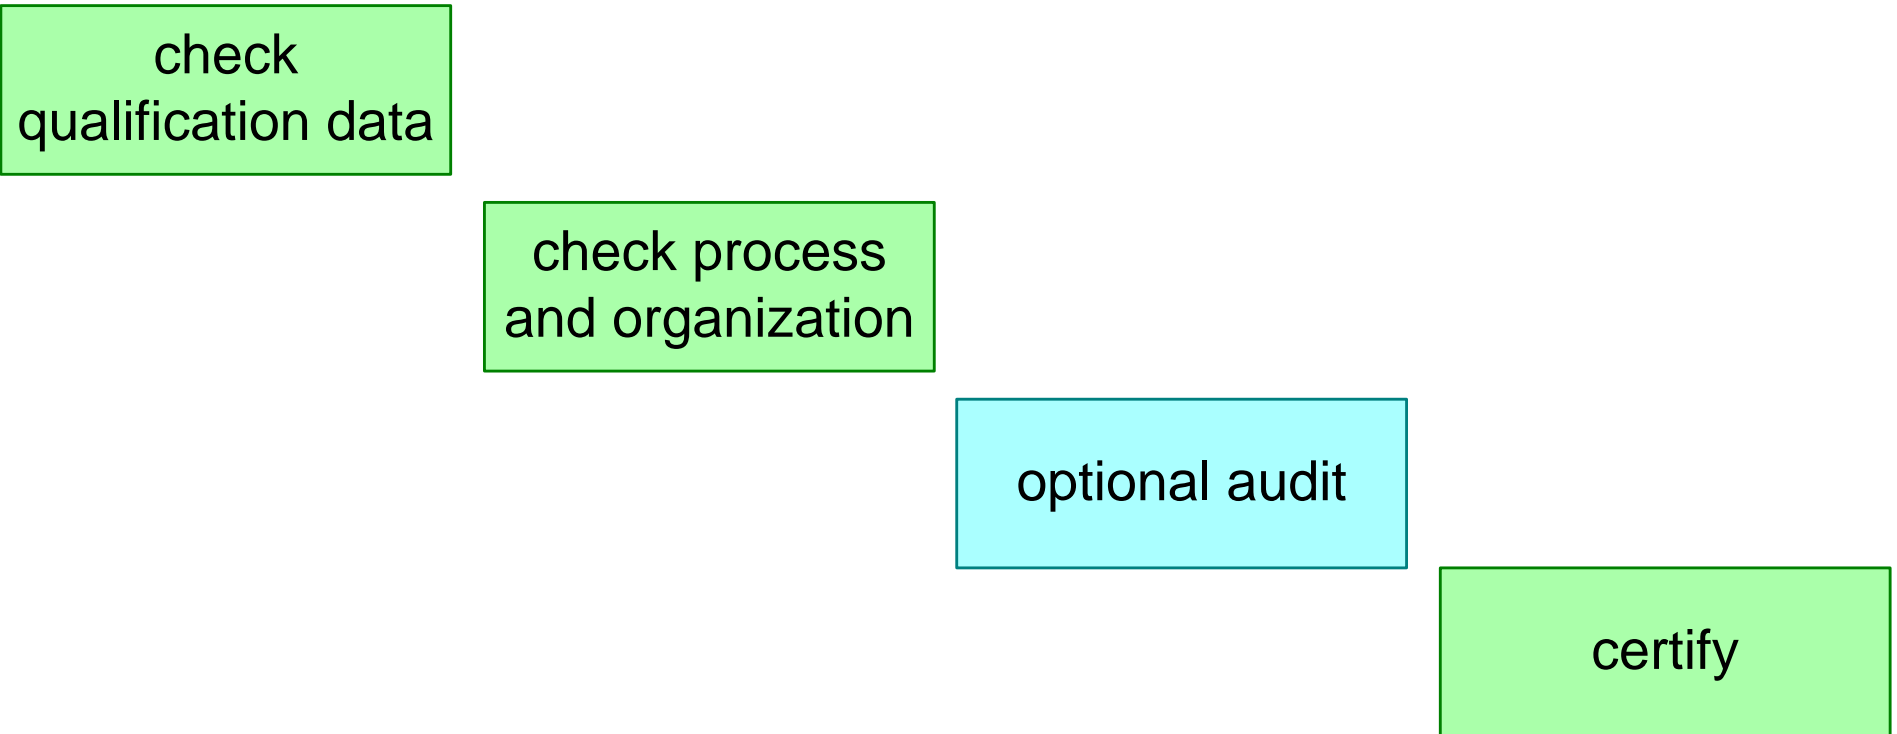 check
qualification data
check process
and organization
optional audit
certify